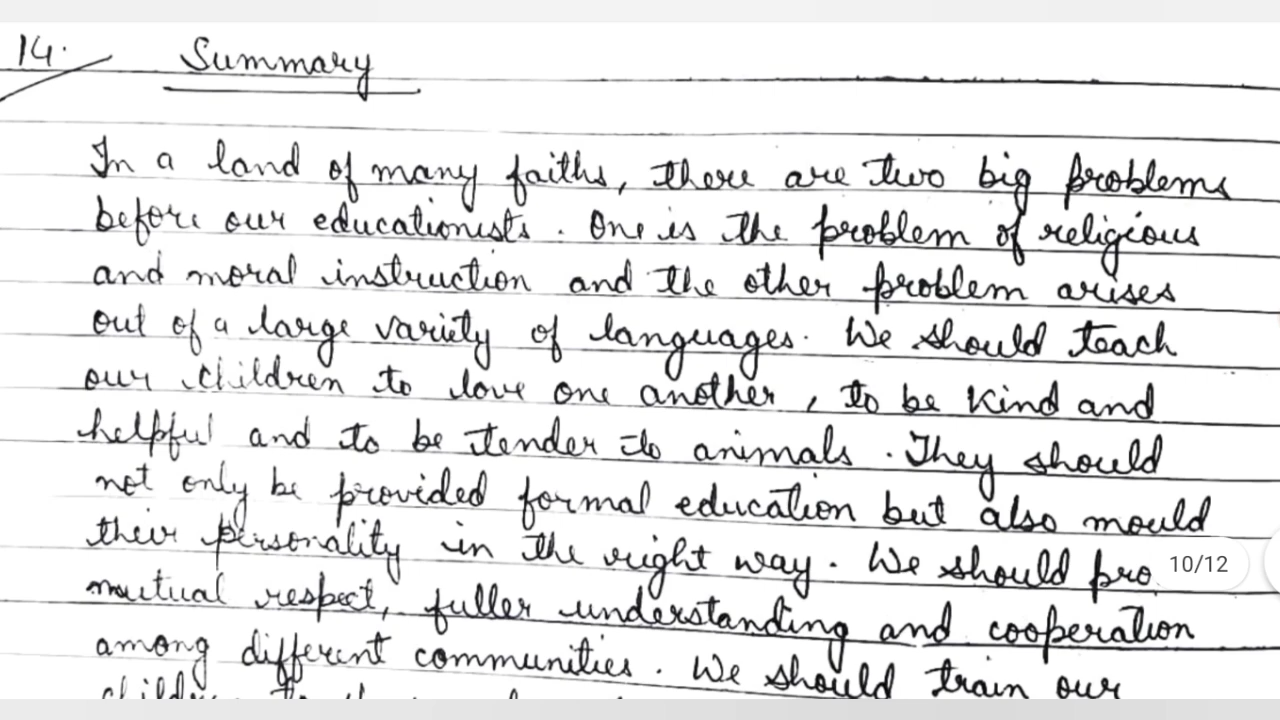 14. Summary
In a land of many faiths, there are two big problems
before our educationists. One is the problem of religious
and moral instruction and the other problem arises
out of a large variety of languages. We should teach
our children to love one another, to be kind and
helpful and to be tender to animals. They should
not only be provided formal education but also mould
their personality in the right way. We should pro
10/12
mutual respect, fuller understanding and cooperation
among different communities. We should train our